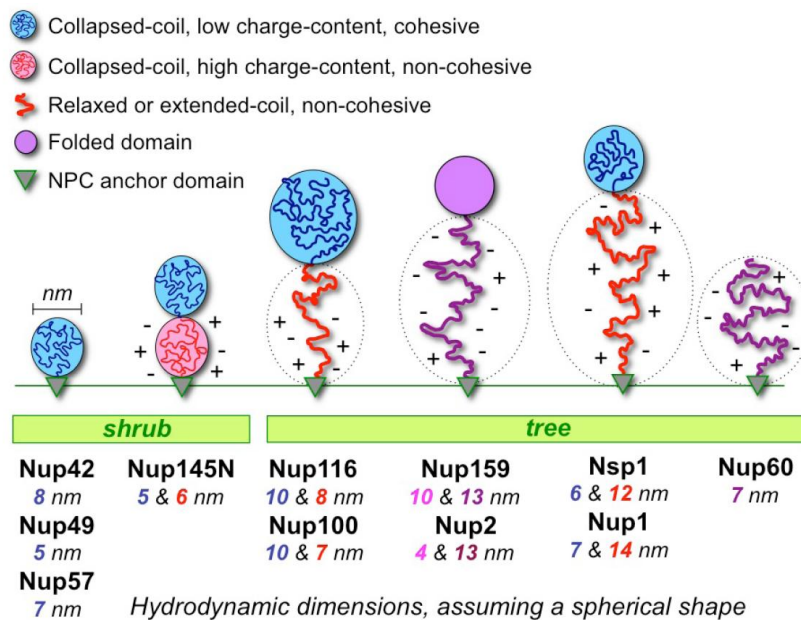 Collapsed-coil, low charge-content, cohesive
Collapsed-coil, high charge-content, non-cohesive
Relaxed or extended-coil, non-cohesive
Folded domain
NPC anchor domain
nm
- + - + - +
+ - + - + -
- - + - - - + -
- + + + + -
- + - - + -
shrub tree
Nup42 Nup145N Nup116 Nup159 Nsp1 Nup60
8 nm 5 & 6 nm 10 & 8 nm 10 & 13 nm 6 & 12 nm 7 nm
Nup49 Nup100 Nup2 Nup1
5 nm 10 & 7 nm 4 & 13 nm 7 & 14 nm
Nup57
7 nm Hydrodynamic dimensions, assuming a spherical shape